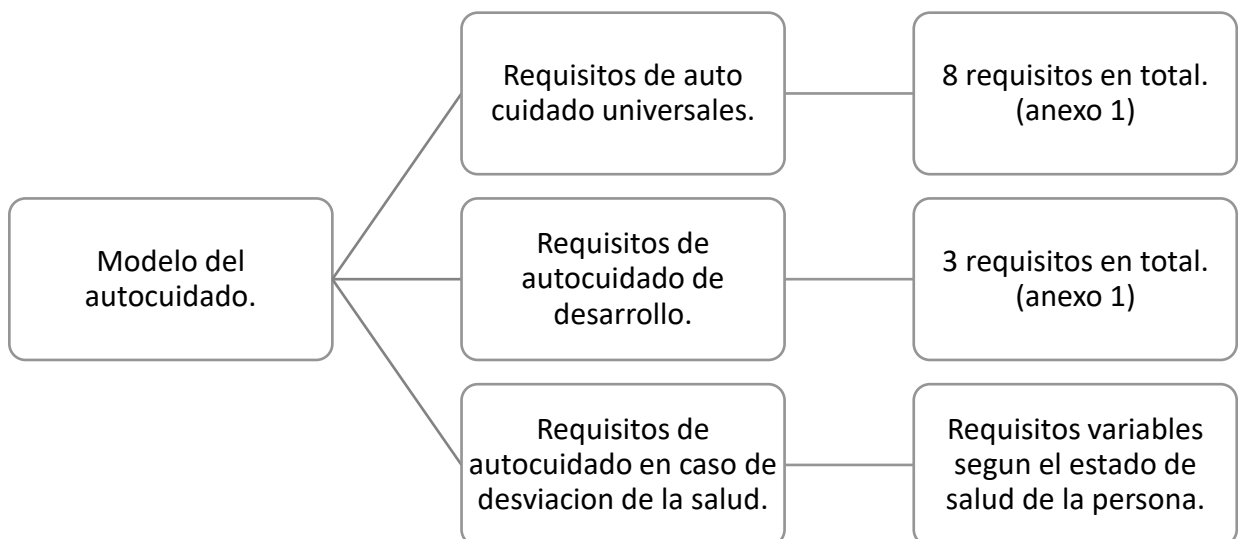 Modelo del
autocuidado.
Requisitos de auto
cuidado universales.
8 requisitos en total.
(anexo 1)
Requisitos de
autocuidado de
desarrollo.
3 requisitos en total.
(anexo 1)
Requisitos de
autocuidado en caso de
desviacion de la salud.
Requisitos variables
segun el estado de
salud de la persona.